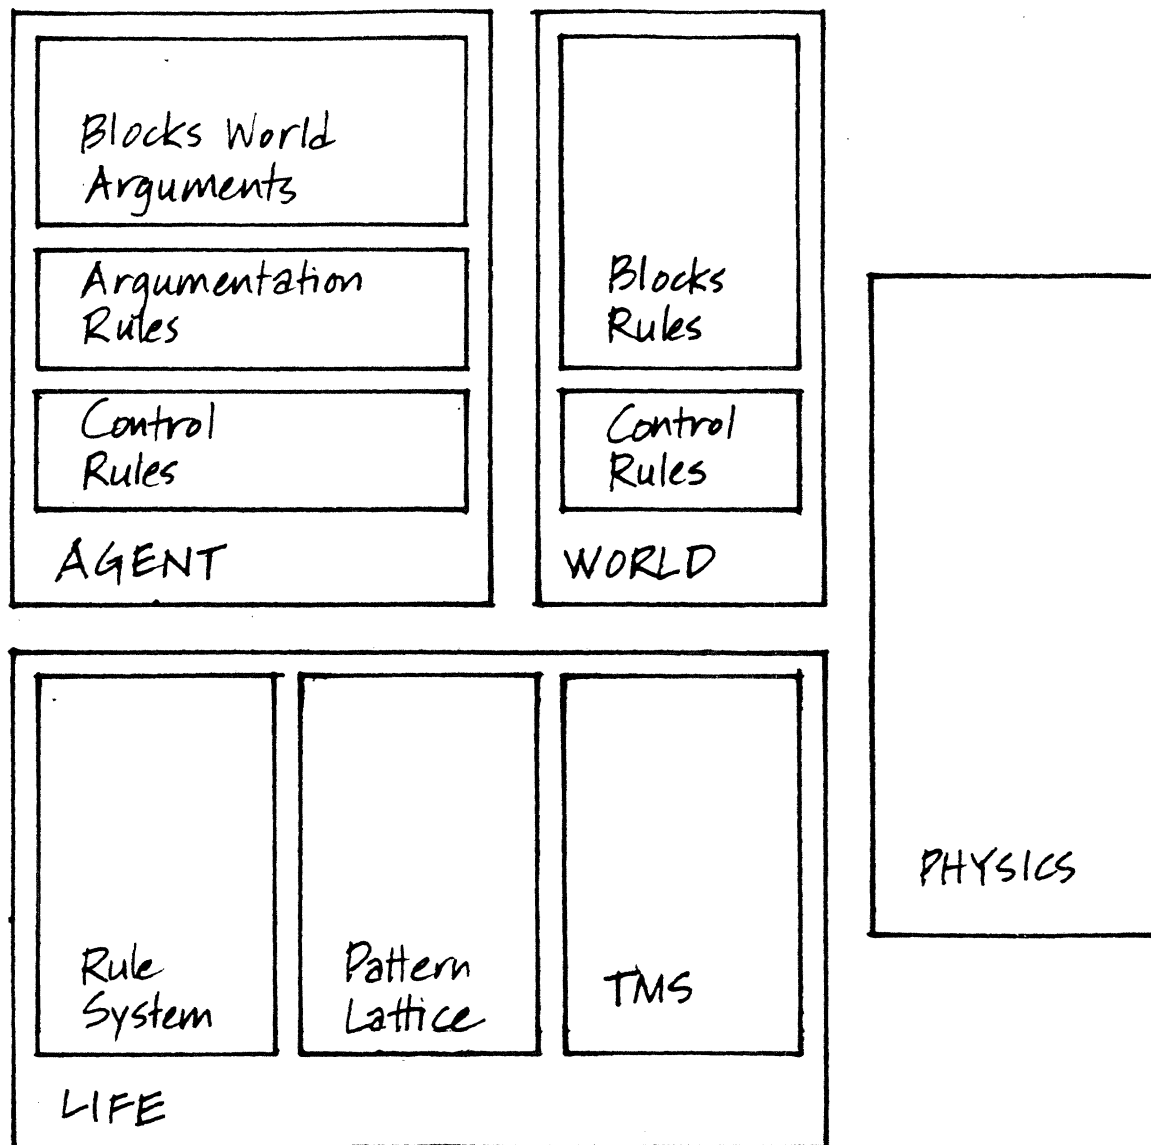 Blocks World
Arguments
Argumentation
Rules
Control
Rules
AGENT
Blocks
Rules
Control
Rules
WORLD
PHYSICS
Rule
System
Pattern
Lattice
TMS
LIFE